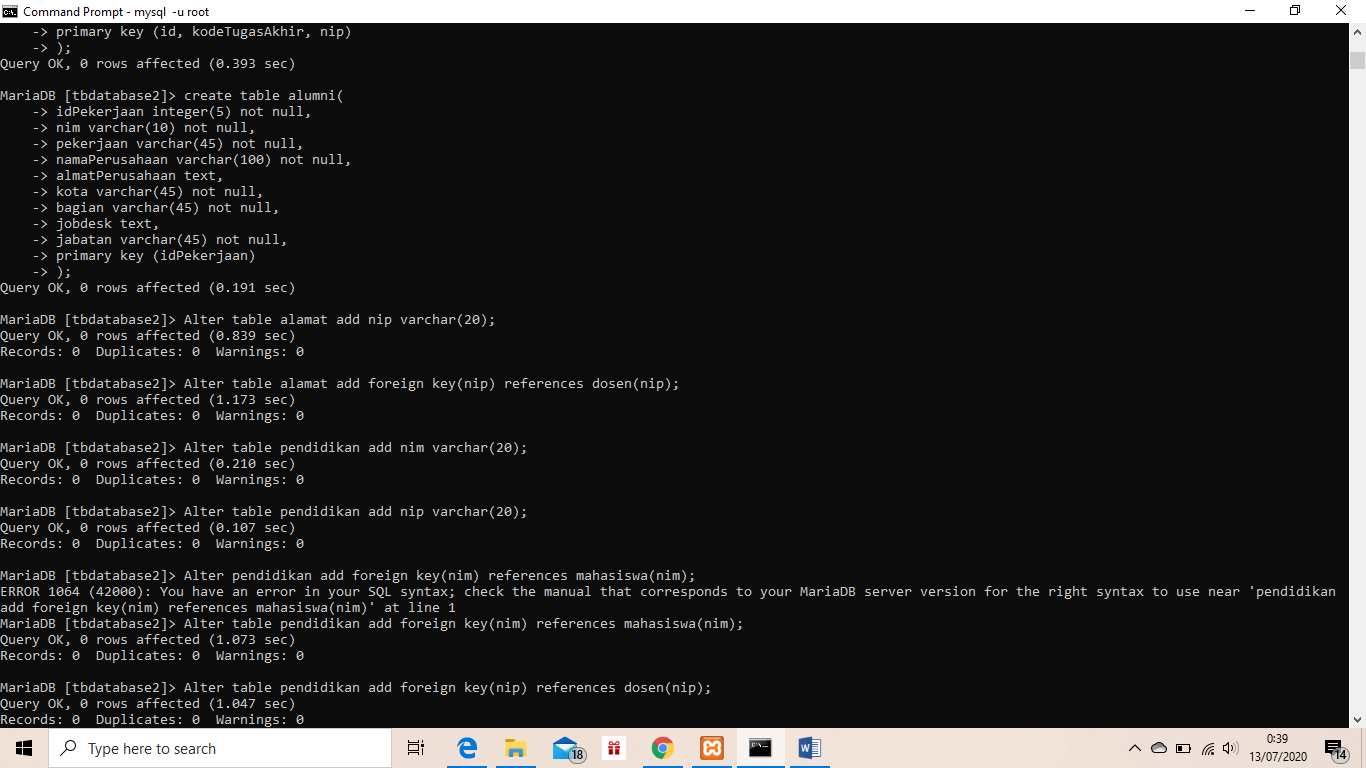 Command Prompt - mysql  -u root
    -> primary key (id, kodeTugasAkhir, nip)
    -> );
Query OK, 0 rows affected (0.393 sec)
MariaDB [tbdatabase2]> create table alumni(
    -> idPekerjaan integer(5) not null,
    -> nim varchar(10) not null,
    -> pekerjaan varchar(45) not null,
    -> namaPerusahaan varchar(100) not null,
    -> almatPerusahaan text,
    -> kota varchar(45) not null,
    -> bagian varchar(45) not null,
    -> jobdesk text,
    -> jabatan varchar(45) not null,
    -> primary key (idPekerjaan)
    -> );
Query OK, 0 rows affected (0.191 sec)
MariaDB [tbdatabase2]> Alter table alamat add nip varchar(20);
Query OK, 0 rows affected (0.839 sec)
Records: 0  Duplicates: 0  Warnings: 0
MariaDB [tbdatabase2]> Alter table alamat add foreign key(nip) references dosen(nip);
Query OK, 0 rows affected (1.173 sec)
Records: 0  Duplicates: 0  Warnings: 0
MariaDB [tbdatabase2]> Alter table pendidikan add nim varchar(20);
Query OK, 0 rows affected (0.210 sec)
Records: 0  Duplicates: 0  Warnings: 0
MariaDB [tbdatabase2]> Alter table pendidikan add nip varchar(20);
Query OK, 0 rows affected (0.107 sec)
Records: 0  Duplicates: 0  Warnings: 0
MariaDB [tbdatabase2]> Alter pendidikan add foreign key(nim) references mahasiswa(nim);
ERROR 1064 (42000): You have an error in your SQL syntax; check the manual that corresponds to your MariaDB server version for the right syntax to use near 'pendidikan
add foreign key(nim) references mahasiswa(nim)' at line 1
MariaDB [tbdatabase2]> Alter table pendidikan add foreign key(nim) references mahasiswa(nim);
Query OK, 0 rows affected (1.073 sec)
Records: 0  Duplicates: 0  Warnings: 0
MariaDB [tbdatabase2]> Alter table pendidikan add foreign key(nip) references dosen(nip);
Query OK, 0 rows affected (1.047 sec)
Records: 0  Duplicates: 0  Warnings: 0
Type here to search
18
0:39
13/07/2020
14